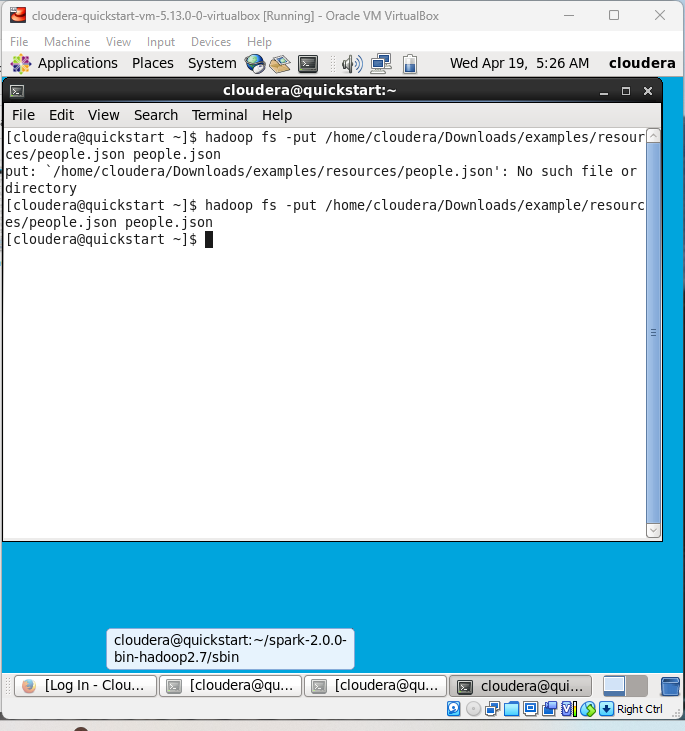 cloudera-quickstart-vm-5.13.0-0-virtualbox [Running] - Oracle VM VirtualBox
File Machine View Input Devices Help
Applications Places System Wed Apr 19, 5:26 AM cloudera
cloudera@quickstart:~
File Edit View Search Terminal Help
[cloudera@quickstart ~]$ hadoop fs -put /home/cloudera/Downloads/examples/resour
ces/people.json people.json
put: `/home/cloudera/Downloads/examples/resources/people.json': No such file or
directory
[cloudera@quickstart ~]$ hadoop fs -put /home/cloudera/Downloads/example/resourc
es/people.json people.json
[cloudera@quickstart ~]$
cloudera@quickstart:~/spark-2.0.0-
bin-hadoop2.7/sbin
[Log In - Clou... [cloudera@qu... [cloudera@qu... cloudera@qui...
Right Ctrl